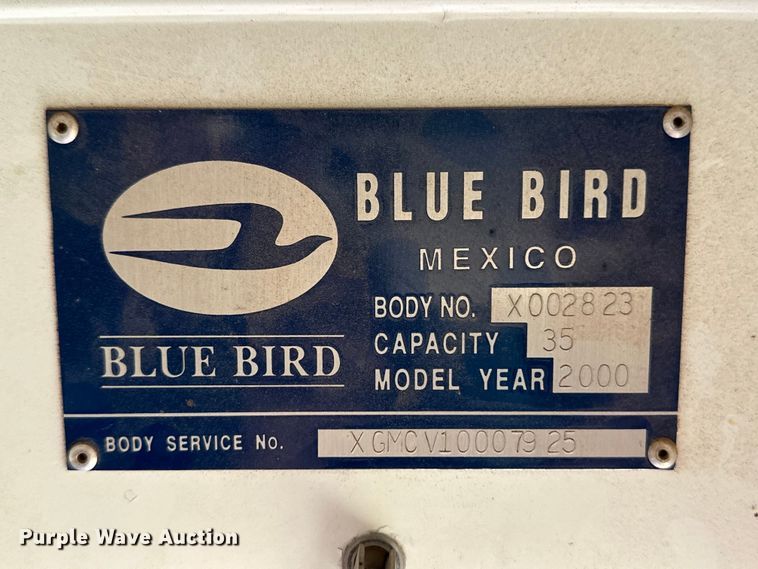 BLUE BIRD
BLUE BIRD
MEXICO
BODY NO. X002823
CAPACITY 35
MODEL YEAR 2000
BODY SERVICE No. XGMCV10007925
Purple Wave Auction